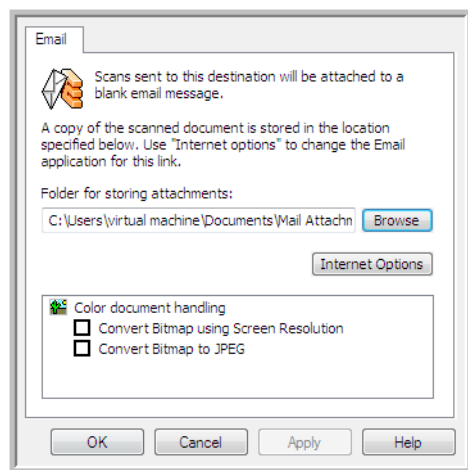 Email
Scans sent to this destination will be attached to a
blank email message.
A copy of the scanned document is stored in the location
specified below. Use "Internet options" to change the Email
application for this link.
Folder for storing attachments:
C:\Users\virtual machine\Documents\Mail Attachn Browse
Internet Options
Color document handling
Convert Bitmap using Screen Resolution
Convert Bitmap to JPEG
OK Cancel Apply Help